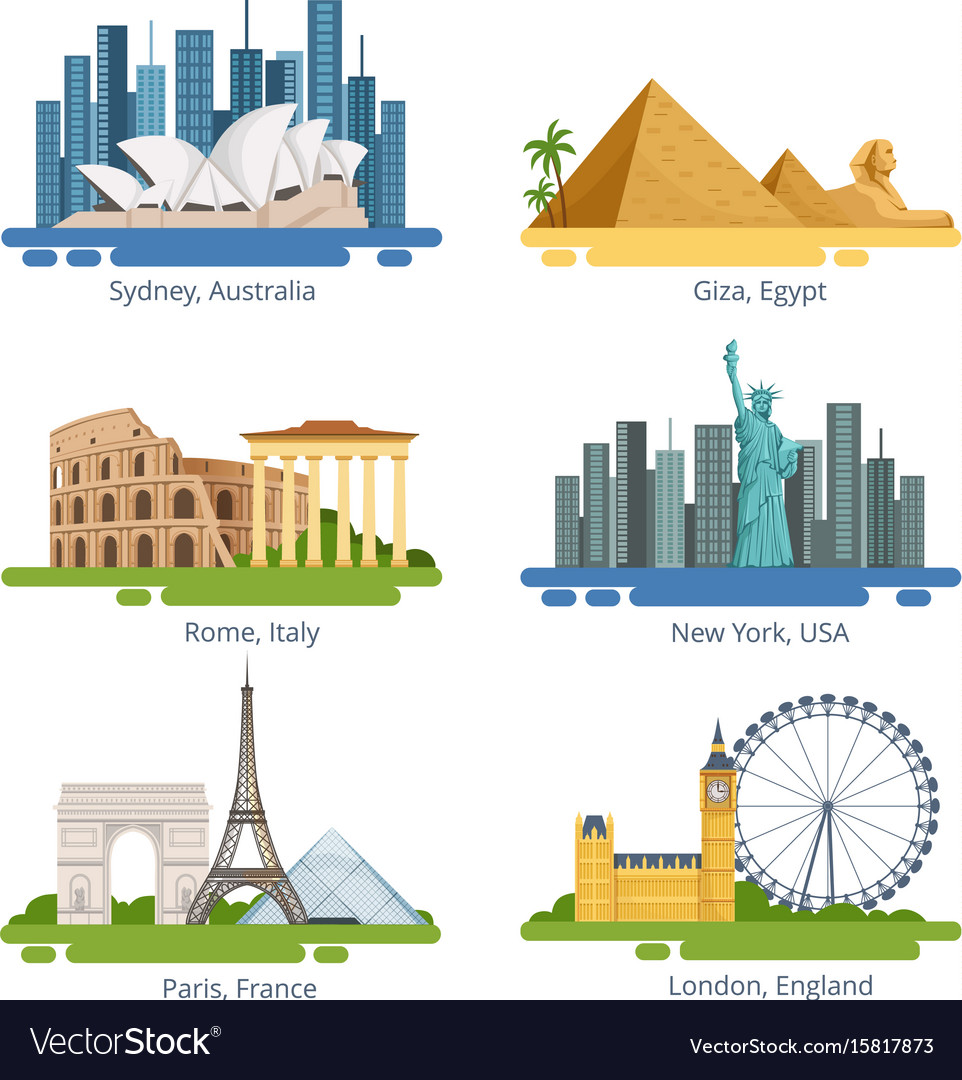 Sydney, Australia
Giza, Egypt
Rome, Italy
New York, USA
Paris, France
London, England
VectorStock®
VectorStock.com/15817873